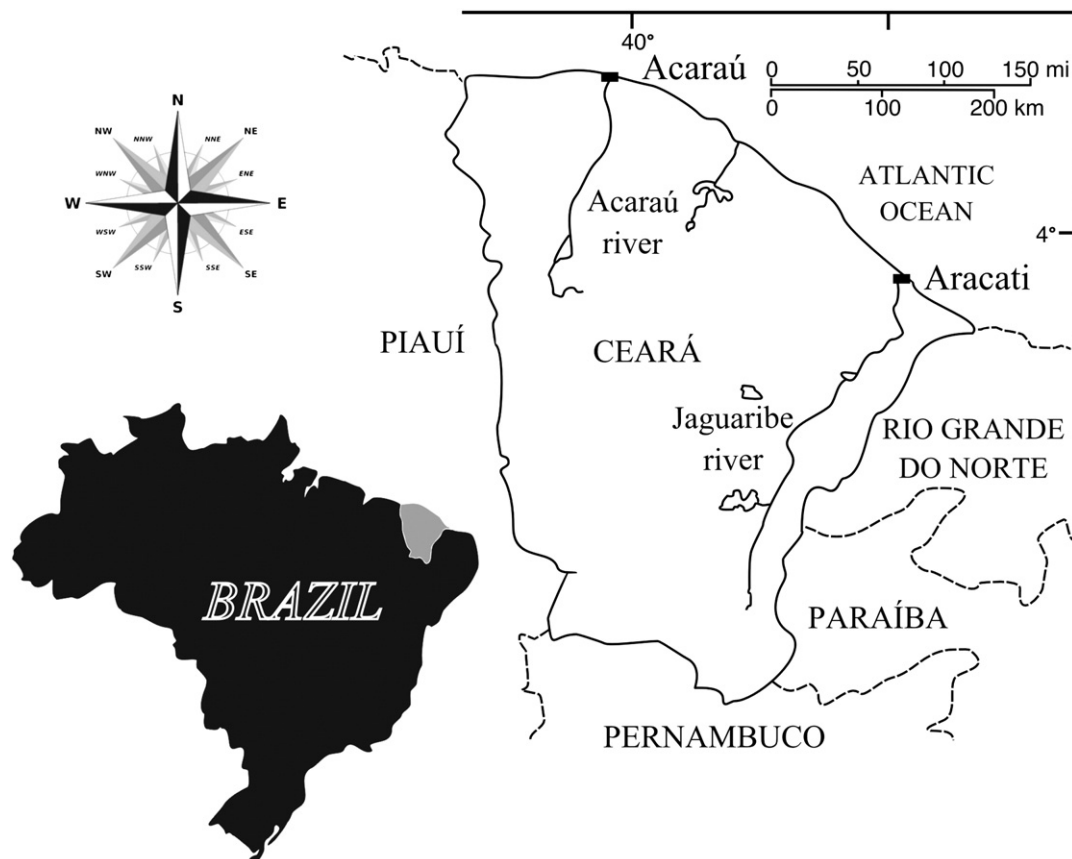 40°
Acaraú
0 50 100 150 mi
0 100 200 km
N
NNW NNE
NW NE
WNW ENE
W E
WSW ESE
SW SE
SSW SSE
S
Acaraú
river
ATLANTIC
OCEAN
4°
Aracati
PIAUÍ
CEARÁ
Jaguaribe
river
RIO GRANDE
DO NORTE
BRAZIL
PARAÍBA
PERNAMBUCO